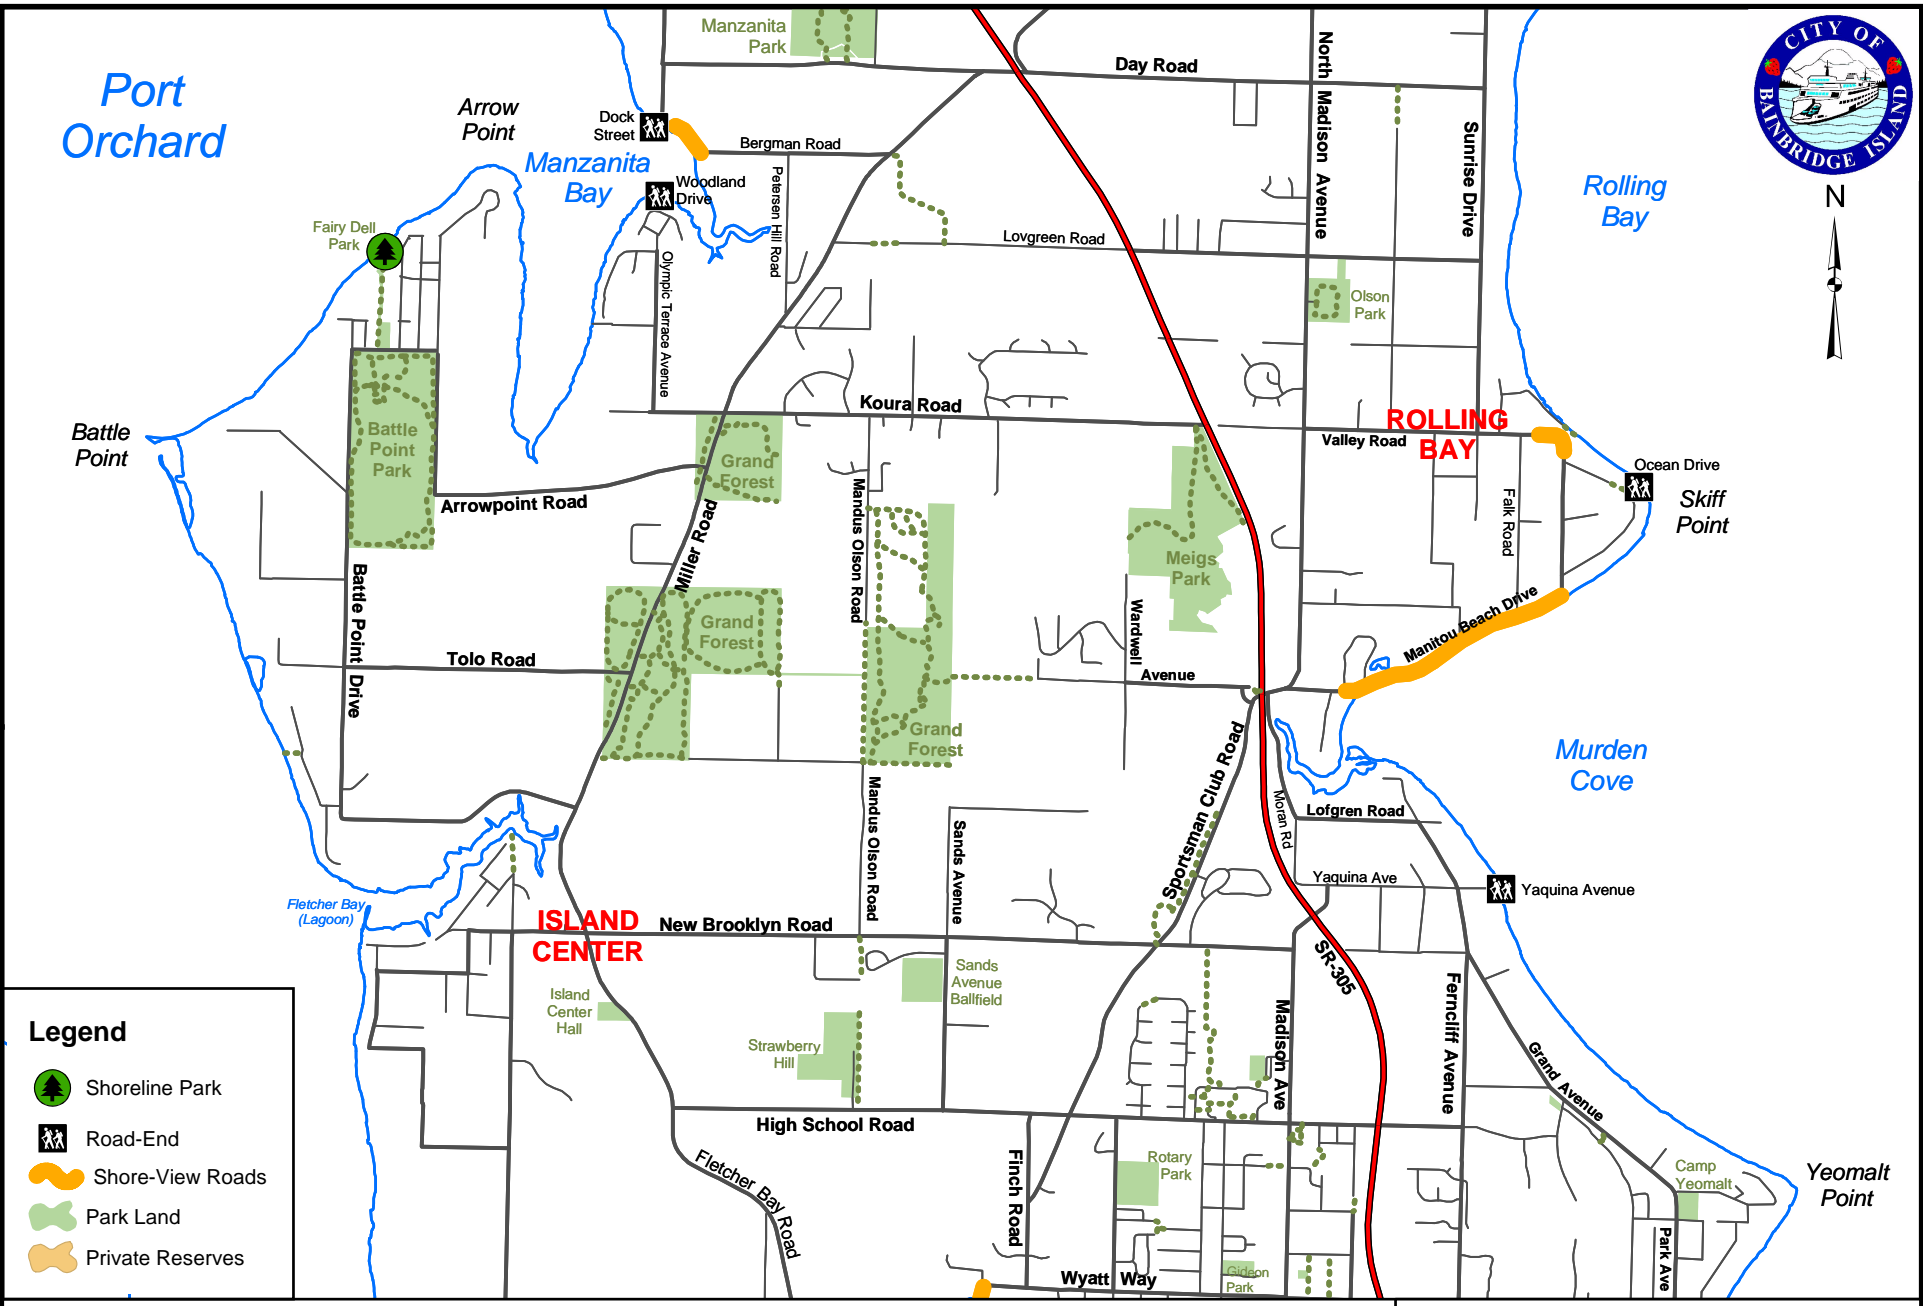 Manzanita
Park
Port
Orchard
Arrow
Point
Dock
Street
Manzanita
Bay
Woodland
Drive
Bergman Road
Petersen Hill Road
Day Road
North Madison Avenue
Sunrise Drive
CITY OF
BAINBRIDGE ISLAND
N
Rolling
Bay
Fairy Dell
Park
Olympic Terrace Avenue
Lovgreen Road
Olson
Park
Battle
Point
Battle
Point
Park
Koura Road
ROLLING
BAY
Valley Road
Ocean Drive
Skiff
Point
Grand
Forest
Arrowpoint Road
Miller Road
Mandus Olson Road
Falk Road
Meigs
Park
Battle Point Drive
Grand
Forest
Wardwell
Avenue
Manitou Beach Drive
Tolo Road
Grand
Forest
Murden
Cove
Sportsman Club Road
Moran Rd
Lofgren Road
Mandus Olson Road
Sands Avenue
Yaquina Ave
Yaquina Avenue
Fletcher Bay
(Lagoon)
ISLAND
CENTER
New Brooklyn Road
SR-305
Sands
Avenue
Ballfield
Island
Center
Hall
Strawberry
Hill
Madison Ave
Ferncliff Avenue
Grand Avenue
High School Road
Fletcher Bay Road
Finch Road
Rotary
Park
Camp
Yeomalt
Yeomalt
Point
Park Ave
Wyatt Way
Gideon
Park
Legend
Shoreline Park
Road-End
Shore-View Roads
Park Land
Private Reserves